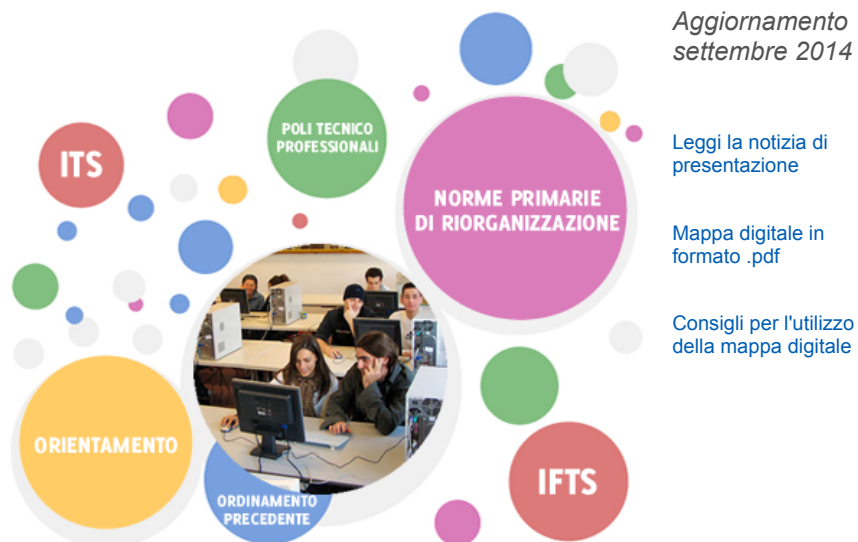 Aggiornamento
settembre 2014
POLI TECNICO
PROFESSIONALI
ITS
Leggi la notizia di
presentazione
NORME PRIMARIE
DI RIORGANIZZAZIONE
Mappa digitale in
formato .pdf
Consigli per l'utilizzo
della mappa digitale
ORIENTAMENTO
IFTS
ORDINAMENTO
PRECEDENTE